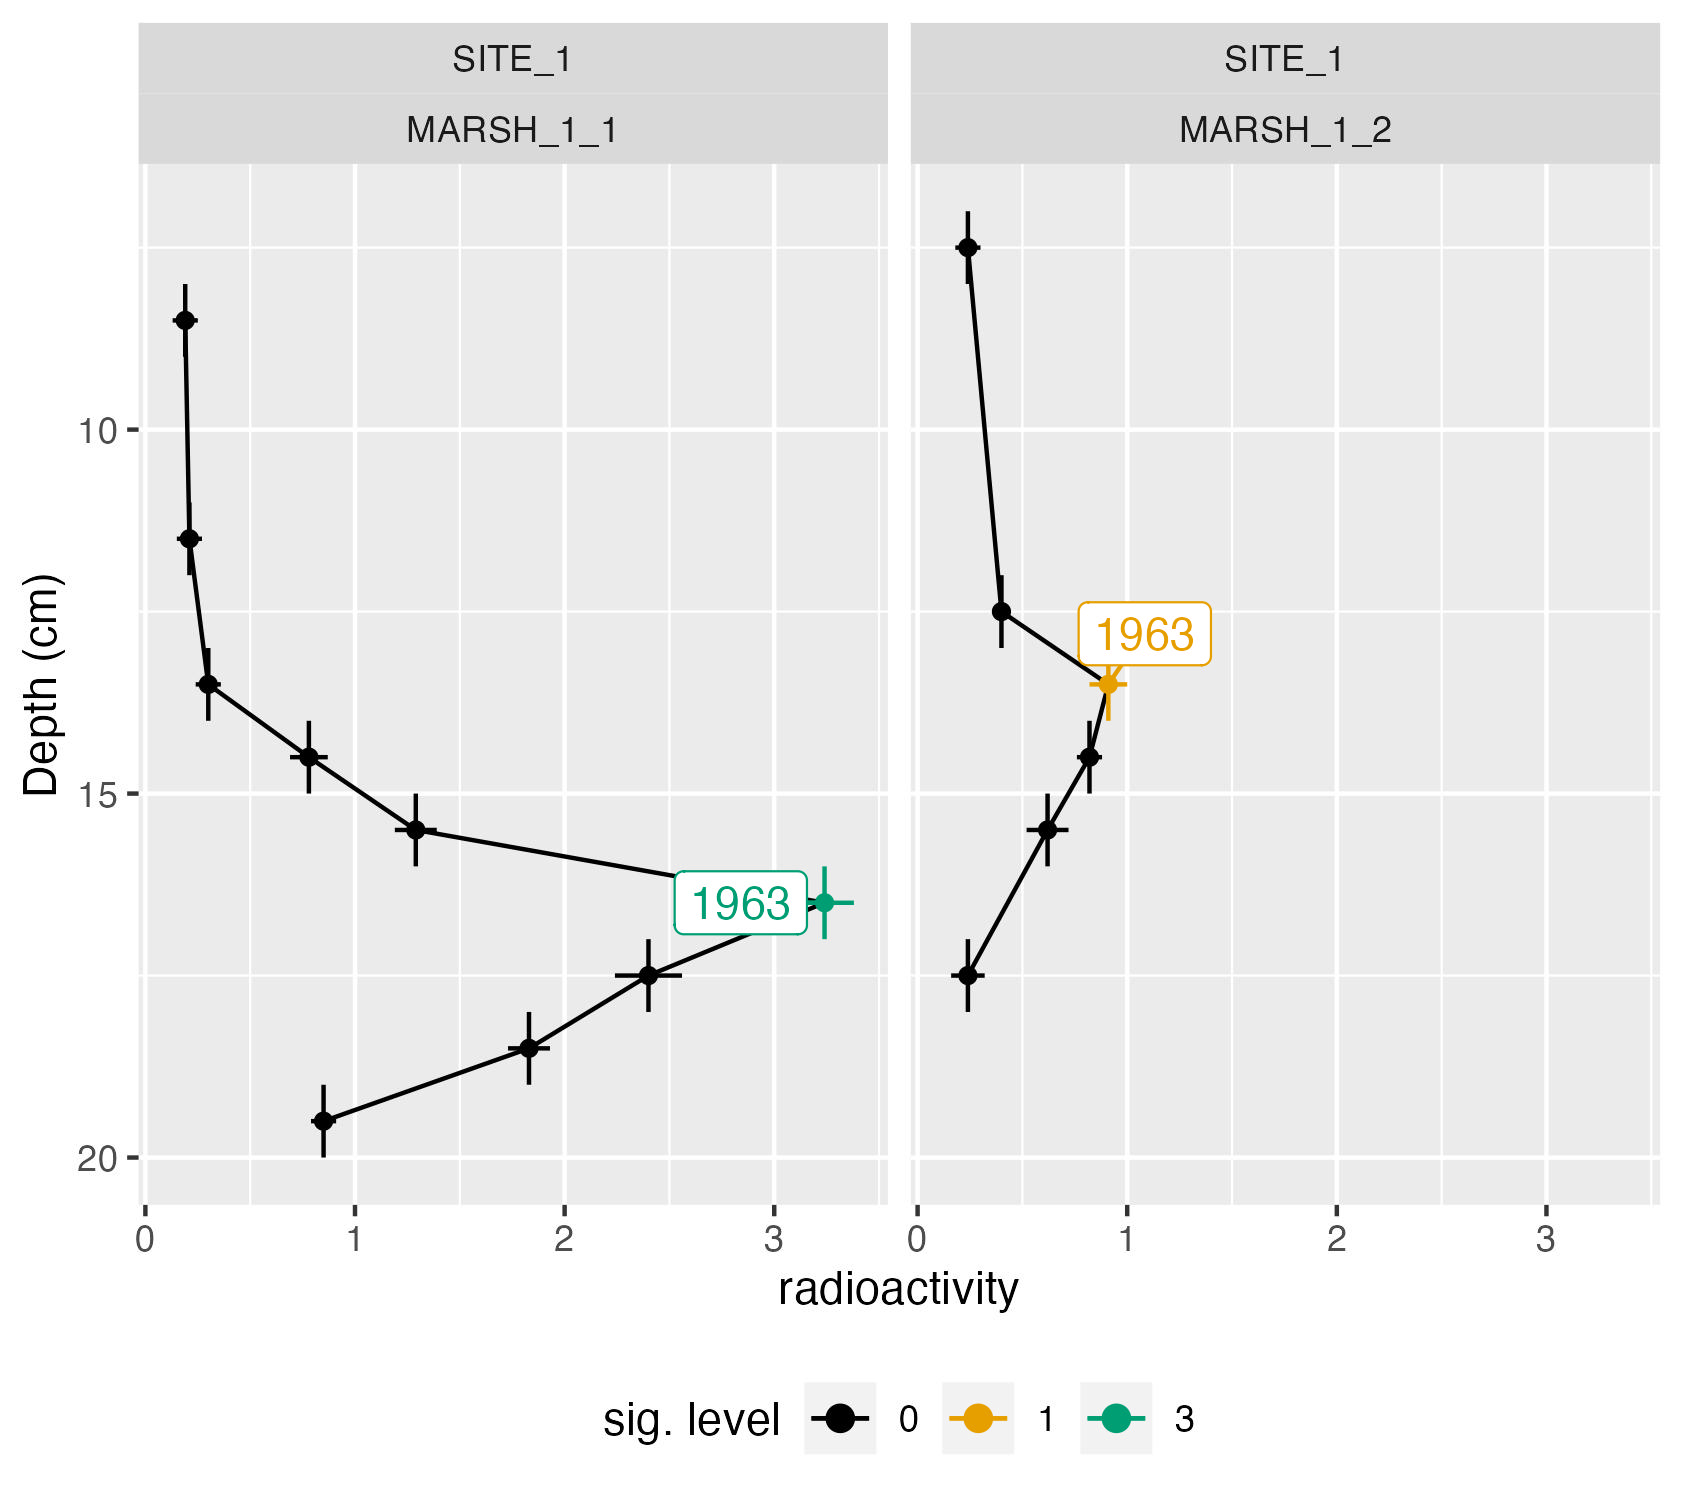 SITE_1 SITE_1
MARSH_1_1 MARSH_1_2
Depth (cm)
10
15
20
1963
1963
0 1 2 3 0 1 2 3
radioactivity
sig. level 0 1 3